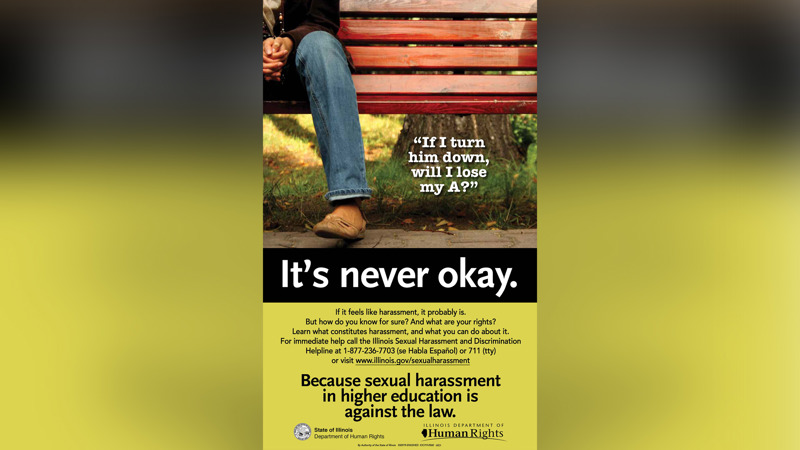 “If I turn
him down,
will I lose
my A?”
It’s never okay.
If it feels like harassment, it probably is.
But how do you know for sure? And what are your rights?
Learn what constitutes harassment, and what you can do about it.
For immediate help call the Illinois Sexual Harassment and Discrimination
Helpline at 1-877-236-7703 (se Habla Español) or 711 (tty)
or visit www.illinois.gov/sexualharassment
Because sexual harassment
in higher education is
against the law.
State of Illinois
Department of Human Rights
ILLINOIS DEPARTMENT OF
Human Rights